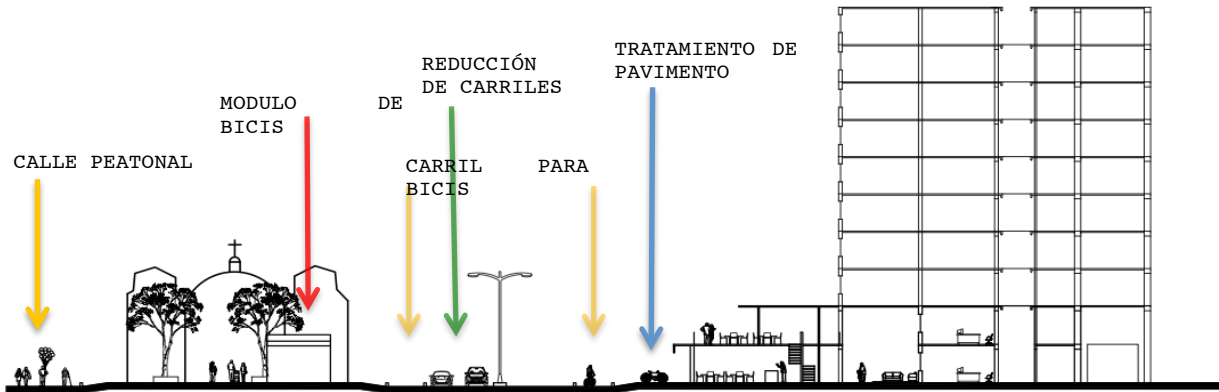 CALLE PEATONAL
MODULO DE
BICIS
REDUCCIÓN
DE CARRILES
CARRIL PARA
BICIS
TRATAMIENTO DE
PAVIMENTO